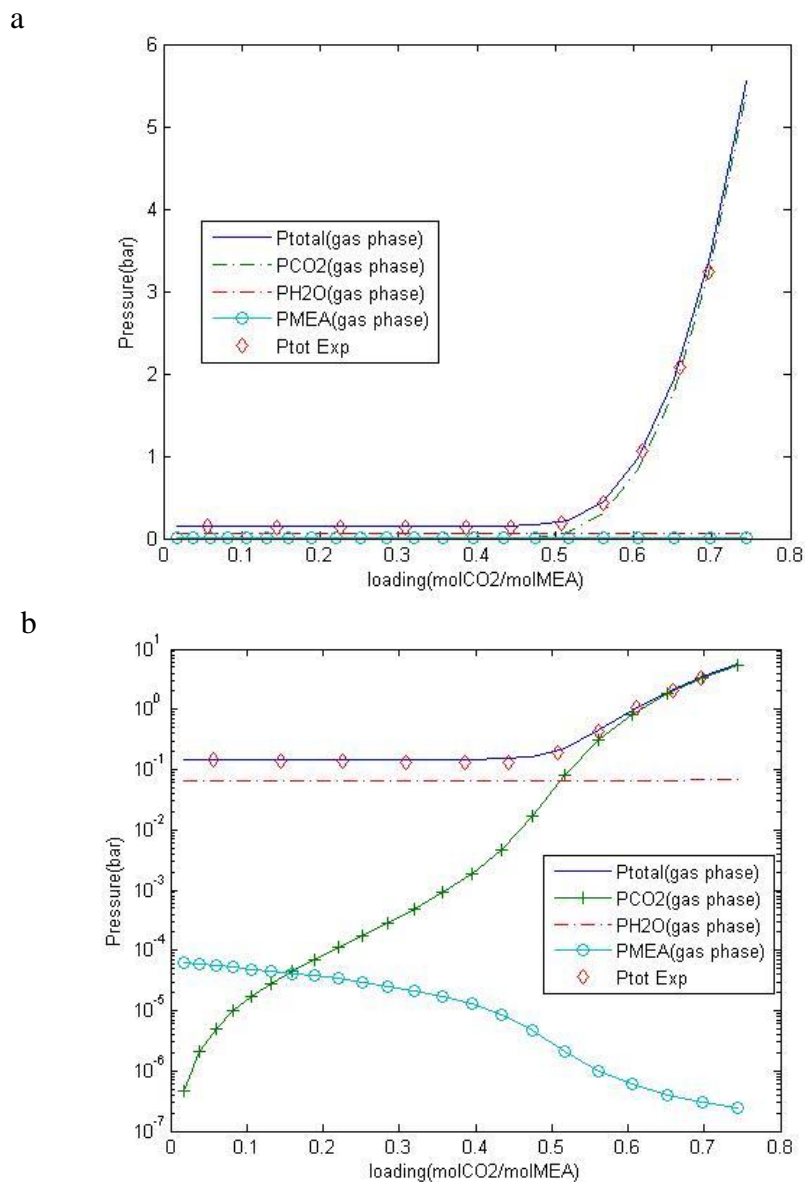 a
6
5
4
3
2
1
0
Pressure(bar)
Ptotal(gas phase)
PCO2(gas phase)
PH2O(gas phase)
PMEA(gas phase)
Ptot Exp
0 0.1 0.2 0.3 0.4 0.5 0.6 0.7 0.8
loading(molCO2/molMEA)
b
10^1
10^0
10^-1
10^-2
10^-3
10^-4
10^-5
10^-6
10^-7
Pressure(bar)
Ptotal(gas phase)
PCO2(gas phase)
PH2O(gas phase)
PMEA(gas phase)
Ptot Exp
0 0.1 0.2 0.3 0.4 0.5 0.6 0.7 0.8
loading(molCO2/molMEA)